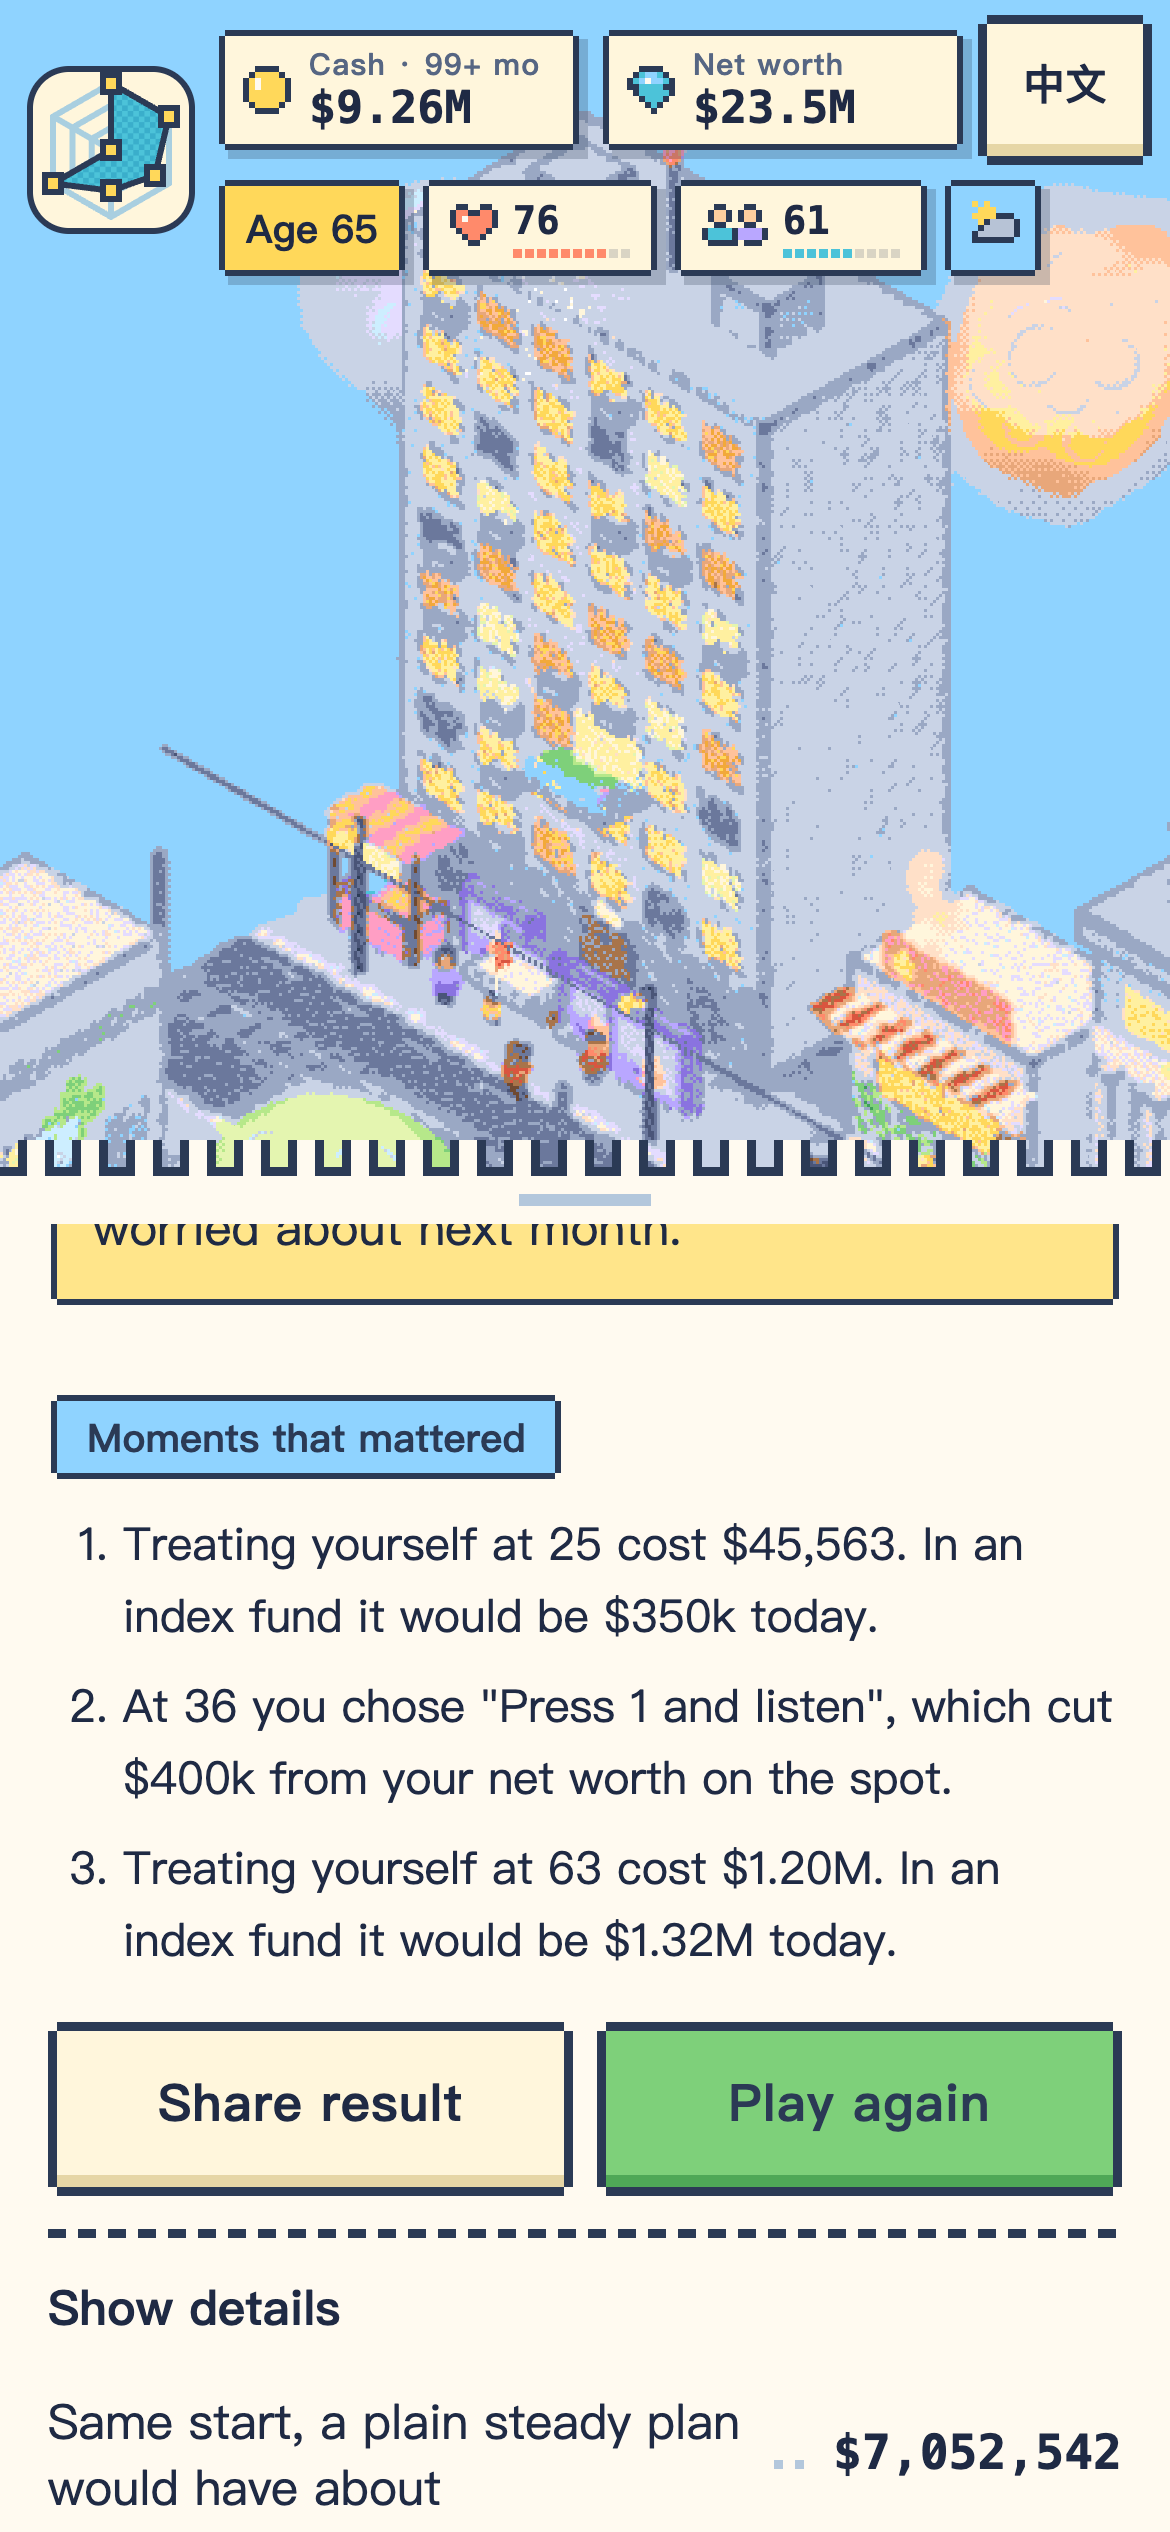 Cash · 99+ mo
$9.26M
Net worth
$23.5M
中文
Age 65
76
61
worried about next month.
Moments that mattered
1. Treating yourself at 25 cost $45,563. In an
index fund it would be $350k today.
2. At 36 you chose "Press 1 and listen", which cut
$400k from your net worth on the spot.
3. Treating yourself at 63 cost $1.20M. In an
index fund it would be $1.32M today.
Share result
Play again
Show details
Same start, a plain steady plan
would have about
$7,052,542